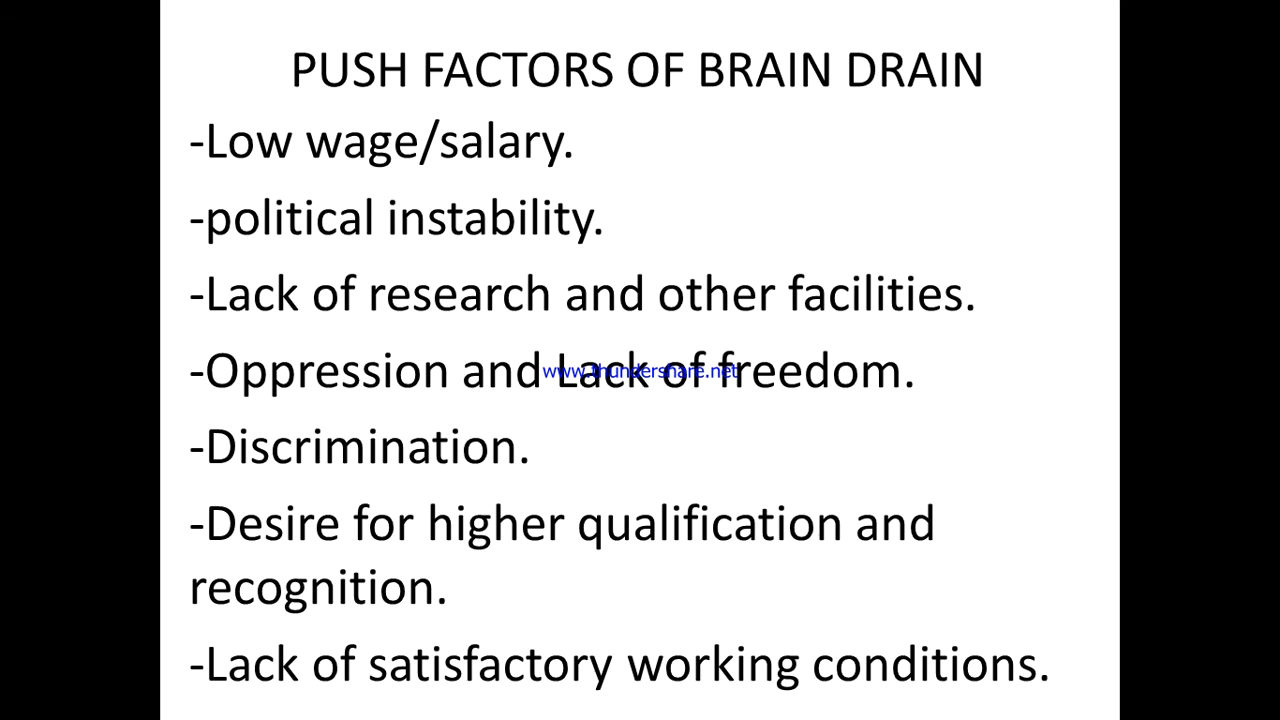 PUSH FACTORS OF BRAIN DRAIN
-Low wage/salary.
-political instability.
-Lack of research and other facilities.
-Oppression and Lack of freedom.
www.thundershare.net
-Discrimination.
-Desire for higher qualification and
recognition.
-Lack of satisfactory working conditions.